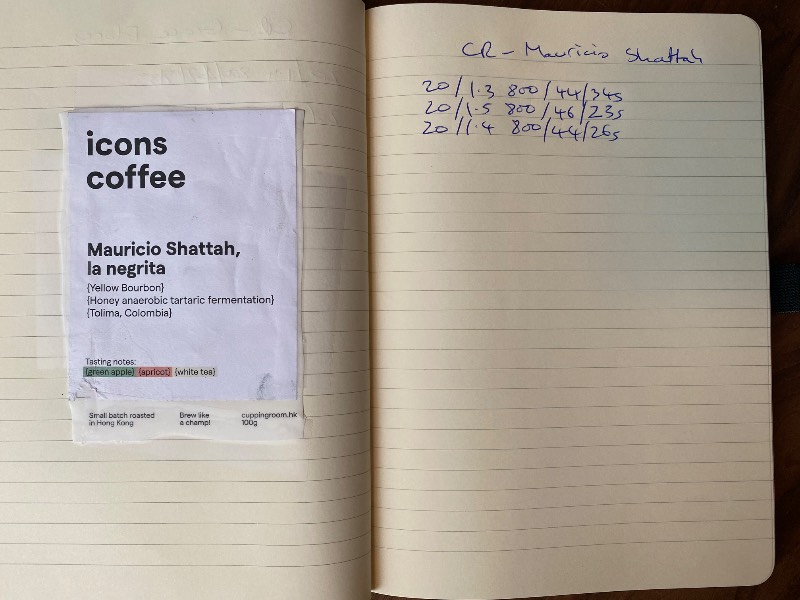 icons
coffee
Mauricio Shattah,
la negrita
{Yellow Bourbon}
{Honey anaerobic tartaric fermentation}
{Tolima, Colombia}
Tasting notes:
{green apple} {apricot} {white tea}
Small batch roasted
in Hong Kong
Brew like
a champ!
cuppingroom.hk
100g
CR - Mauricio Shattah
20/1.3 800/44/34s
20/1.5 800/46/23s
20/1.4 800/44/26s